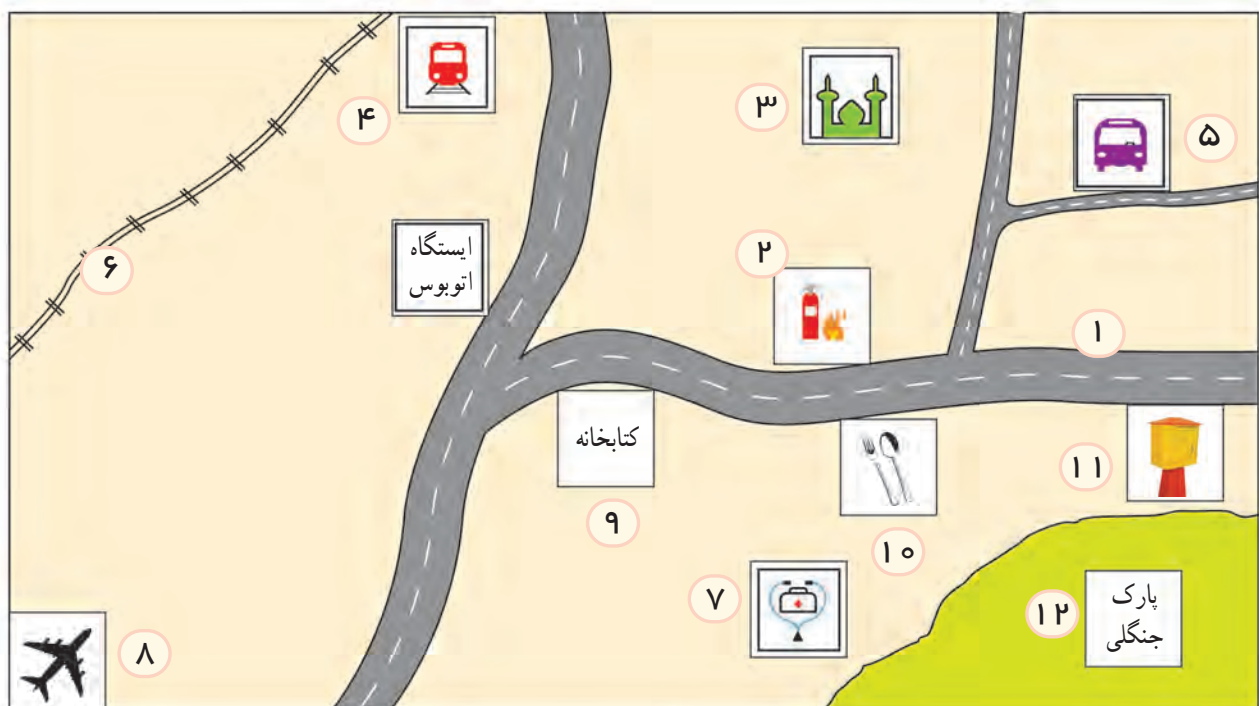 ۴
۳
۵
ایستگاه
اتوبوس
۲
۶
۱
کتابخانه
۱۱
۹
۱۰
۷
پارک
جنگلی
۱۲
۸